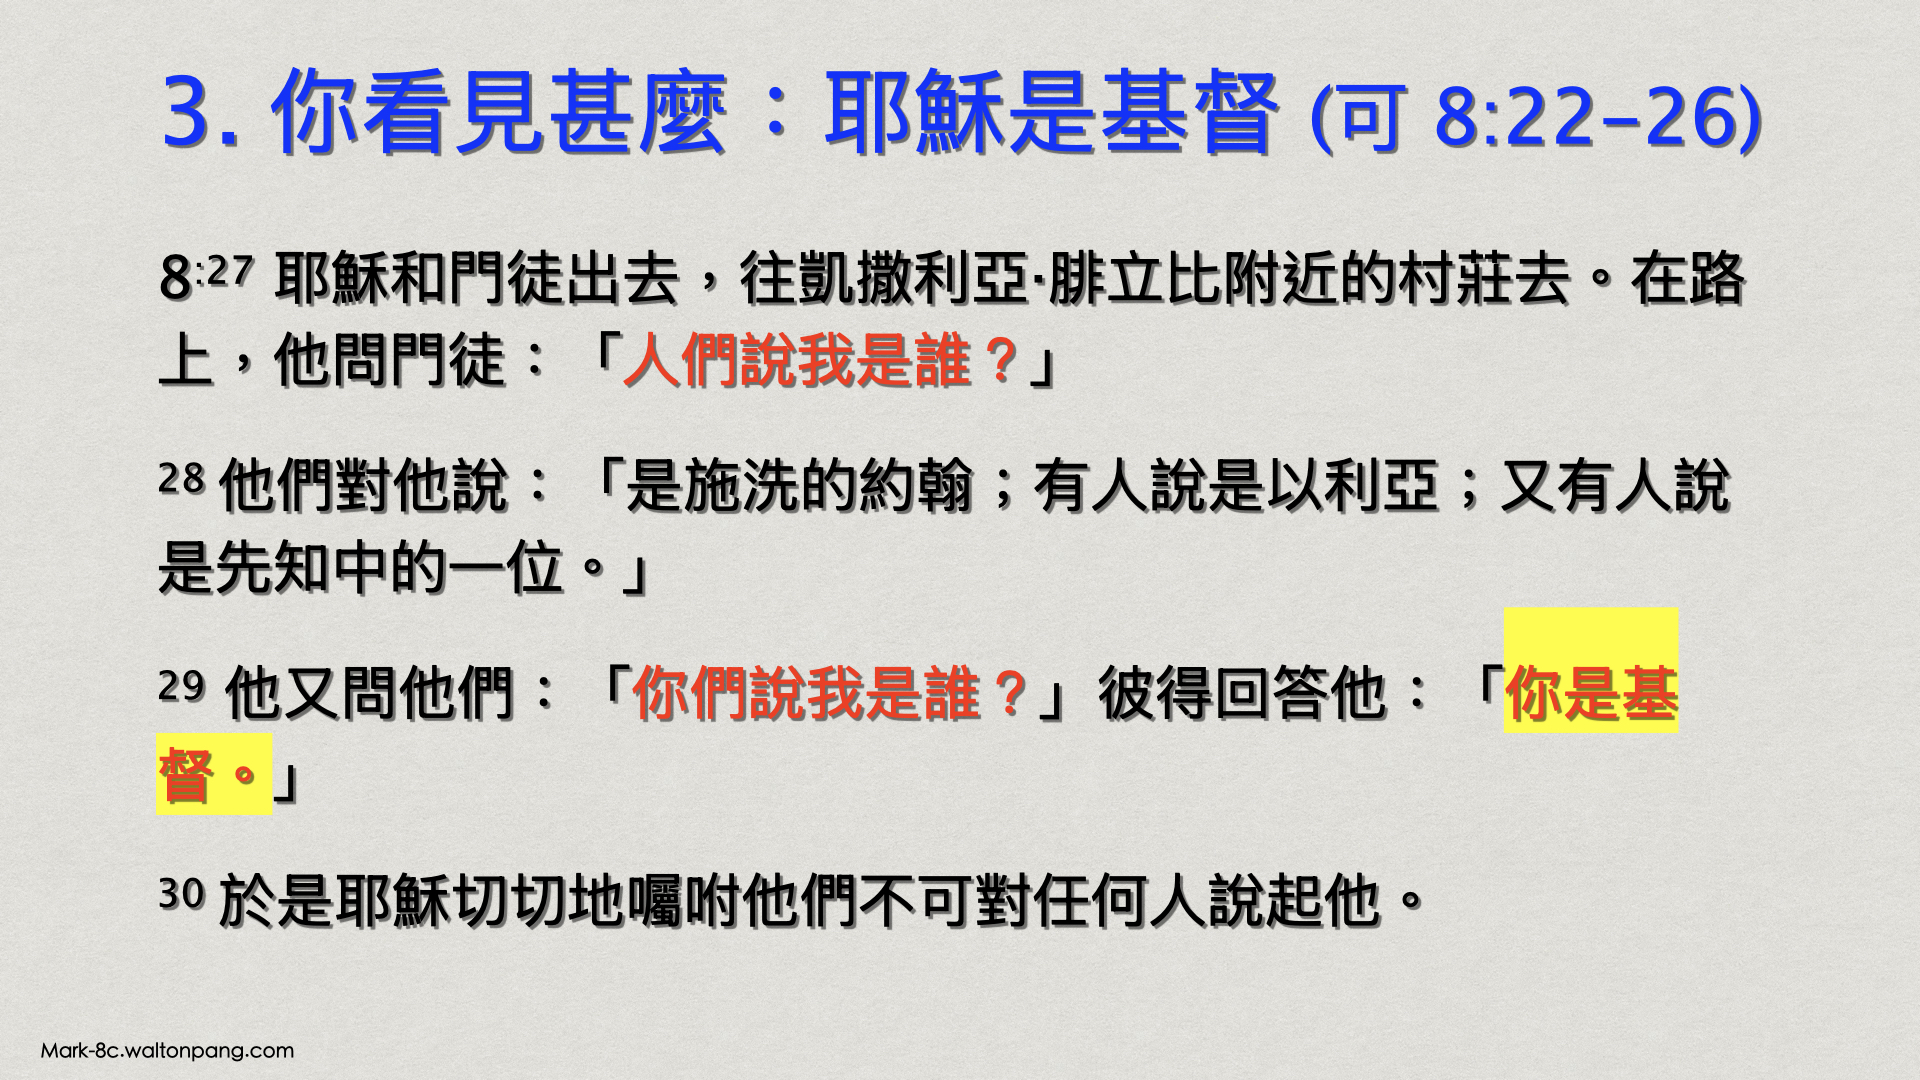 3. 你看見甚麼：耶穌是基督 (可 8:22-26)
8:27 耶穌和門徒出去，往凱撒利亞·腓立比附近的村莊去。在路
上，他問門徒：「人們說我是誰？」
28 他們對他說：「是施洗的約翰；有人說是以利亞；又有人說
是先知中的一位。」
29 他又問他們：「你們說我是誰？」彼得回答他：「你是基
督。」
30 於是耶穌切切地囑咐他們不可對任何人說起他。
Mark-8c.waltonpang.com